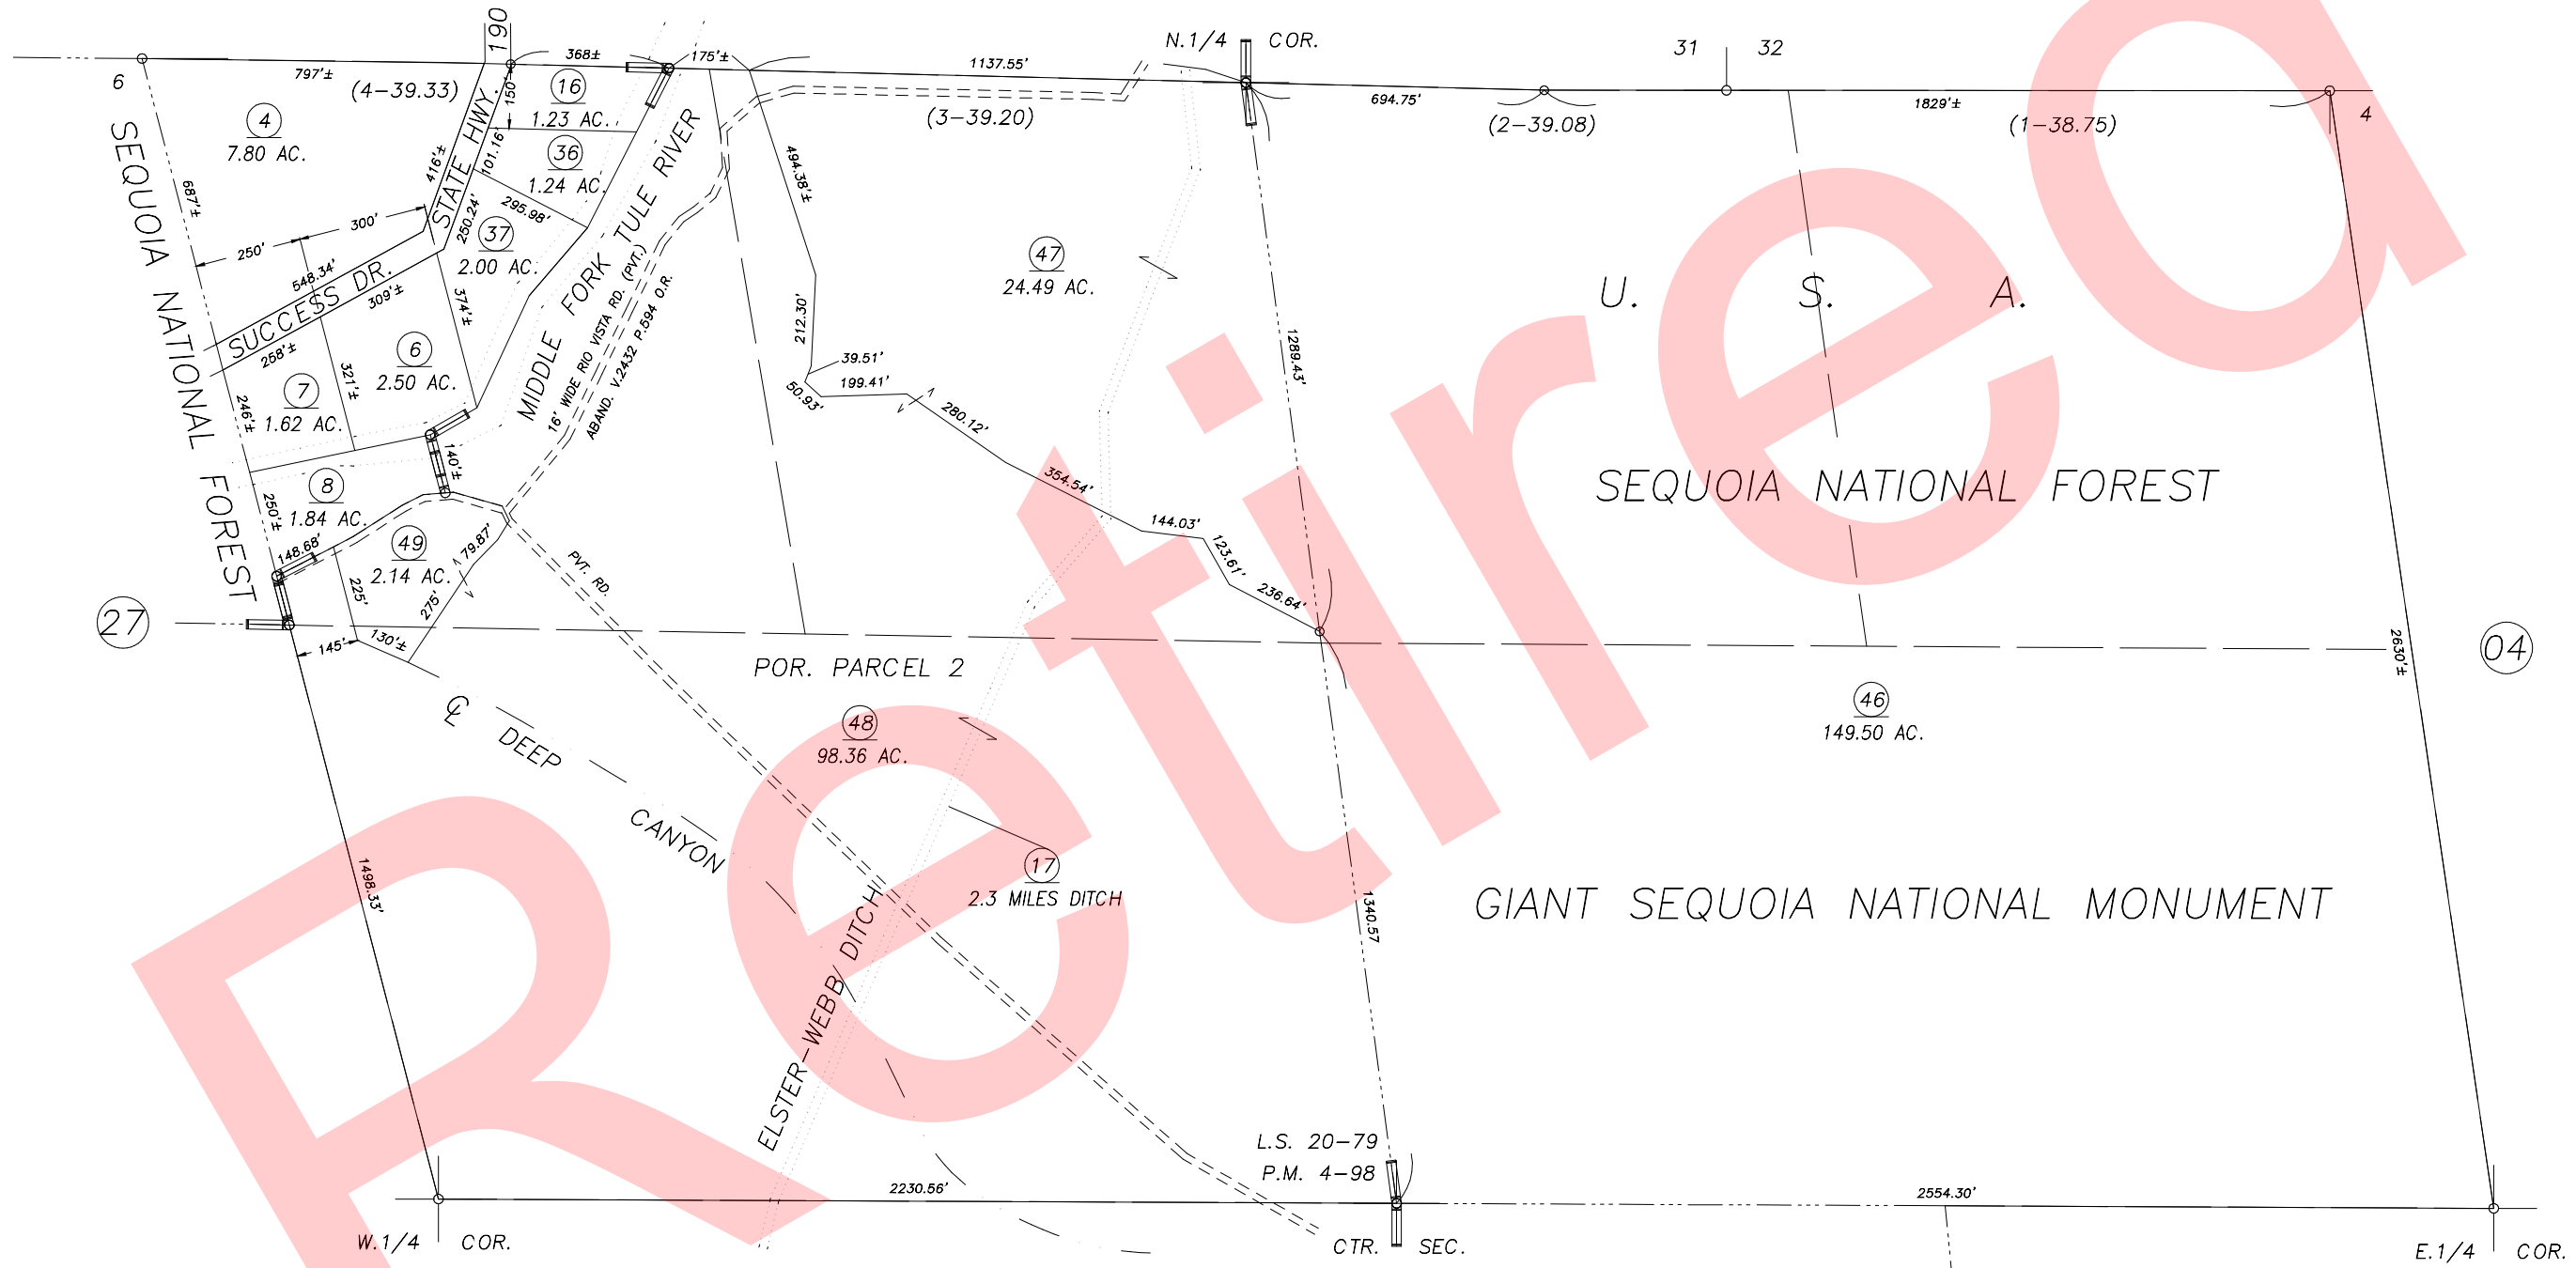 190
N.1/4 COR.
31 32
368±
175'±
1137.55'
797'±
694.75'
1829'±
6
4
(4-39.33)
(3-39.20)
(2-39.08)
(1-38.75)
4
7.80 AC.
16
1.23 AC.
150'
36
1.24 AC.
101.16'
STATE HWY.
416'±
687'±
295.98'
494.38'±
SEQUOIA NATIONAL FOREST
300'
250'
250.24'
37
2.00 AC.
47
24.49 AC.
548.34'
SUCCESS DR.
309'±
258'±
374'±
MIDDLE FORK TULE RIVER
16' WIDE RIO VISTA RD. (PVT.)
ABAND. V.2432 P.594 O.R.
212.30'
39.51'
50.93'
199.41'
280.12'
354.54'
144.03'
123.61'
236.64'
1289.43'
U. S. A.
SEQUOIA NATIONAL FOREST
6
2.50 AC.
7
1.62 AC.
321'±
246'±
140'±
8
1.84 AC.
250'±
148.68'
49
2.14 AC.
79.87'
225'
275'
PVT. RD.
27
145'
130'±
POR. PARCEL 2
2630'±
04
46
149.50 AC.
48
98.36 AC.
℄ DEEP CANYON
17
2.3 MILES DITCH
1498.33'
1340.57
GIANT SEQUOIA NATIONAL MONUMENT
ELSTER-WEBB DITCH
L.S. 20-79
P.M. 4-98
2230.56'
2554.30'
W.1/4 COR.
CTR. SEC.
E.1/4 COR.
Retired